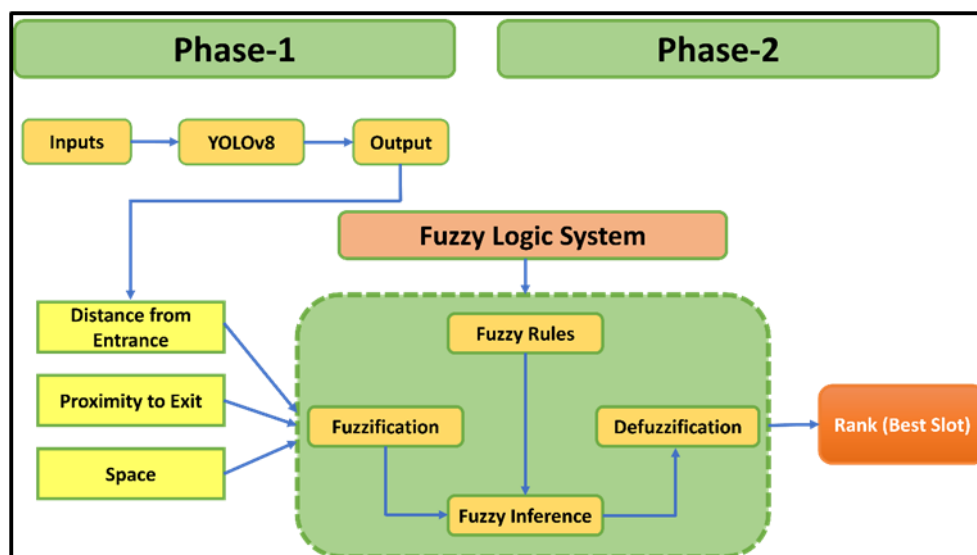 Phase-1
Phase-2
Inputs
YOLOv8
Output
Fuzzy Logic System
Distance from
Entrance
Fuzzy Rules
Proximity to Exit
Fuzzification
Defuzzification
Rank (Best Slot)
Space
Fuzzy Inference